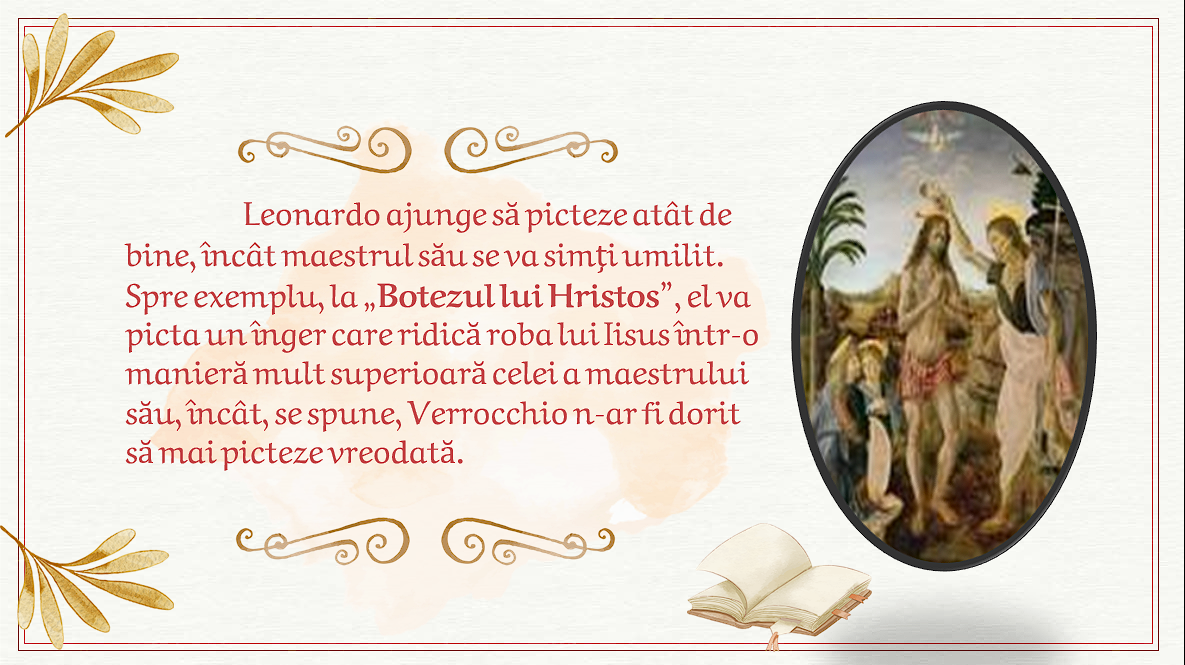 Leonardo ajunge să picteze atât de
bine, încât maestrul său se va simți umilit.
Spre exemplu, la „Botezul lui Hristos”, el va
picta un înger care ridică roba lui Iisus într-o
manieră mult superioară celei a maestrului
său, încât, se spune, Verrocchio n-ar fi dorit
să mai picteze vreodată.